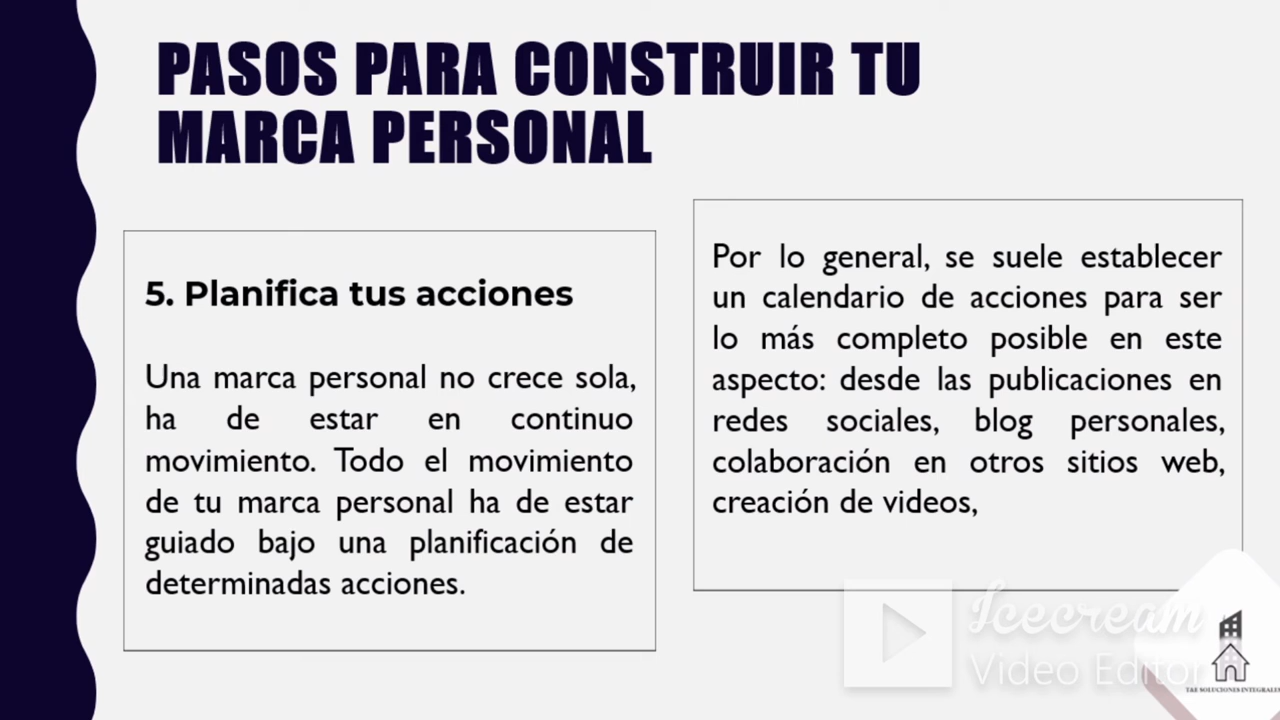 PASOS PARA CONSTRUIR TU
MARCA PERSONAL
5. Planifica tus acciones
Una marca personal no crece sola,
ha de estar en continuo
movimiento. Todo el movimiento
de tu marca personal ha de estar
guiado bajo una planificación de
determinadas acciones.
Por lo general, se suele establecer
un calendario de acciones para ser
lo más completo posible en este
aspecto: desde las publicaciones en
redes sociales, blog personales,
colaboración en otros sitios web,
creación de videos,
Icecream
Video Editor
T&E SOLUCIONES INTEGRALES